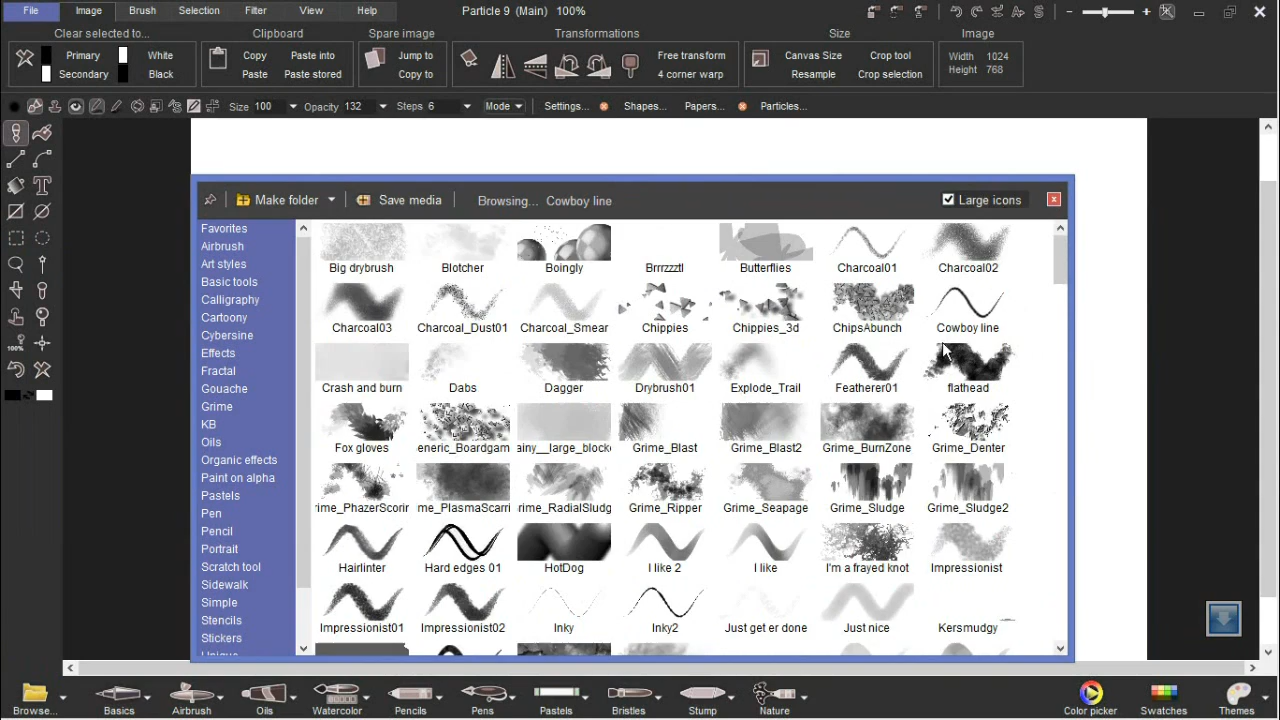 File Image Brush Selection Filter View Help Particle 9 (Main) 100%
Clear selected to... Clipboard Spare image Transformations Size Image
Primary White Copy Paste into Jump to Free transform Canvas Size Crop tool Width 1024
Secondary Black Paste Paste stored Copy to 4 corner warp Resample Crop selection Height 768
Size 100 Opacity 132 Steps 6 Mode Settings... Shapes... Papers... Particles...
Make folder Save media Browsing... Cowboy line Large icons
Favorites
Airbrush
Art styles
Basic tools
Calligraphy
Cartoony
Cybersine
Effects
Fractal
Gouache
Grime
KB
Oils
Organic effects
Paint on alpha
Pastels
Pen
Pencil
Portrait
Scratch tool
Sidewalk
Simple
Stencils
Stickers
Unique
Big drybrush Blotcher Boingly Brrrzzztl Butterflies Charcoal01 Charcoal02
Charcoal03 Charcoal_Dust01 Charcoal_Smear Chippies Chippies_3d ChipsAbunch Cowboy line
Crash and burn Dabs Dagger Drybrush01 Explode_Trail Featherer01 flathead
Fox gloves eneric_Boardgam ainy__large_blocke Grime_Blast Grime_Blast2 Grime_BurnZone Grime_Denter
rime_PhazerScorin me_PlasmaScarri rime_RadialSludg Grime_Ripper Grime_Seapage Grime_Sludge Grime_Sludge2
Hairlinter Hard edges 01 HotDog I like 2 I like I'm a frayed knot Impressionist
Impressionist01 Impressionist02 Inky Inky2 Just get er done Just nice Kersmudgy
100%
Browse... Basics Airbrush Oils Watercolor Pencils Pens Pastels Bristles Stump Nature Color picker Swatches Themes